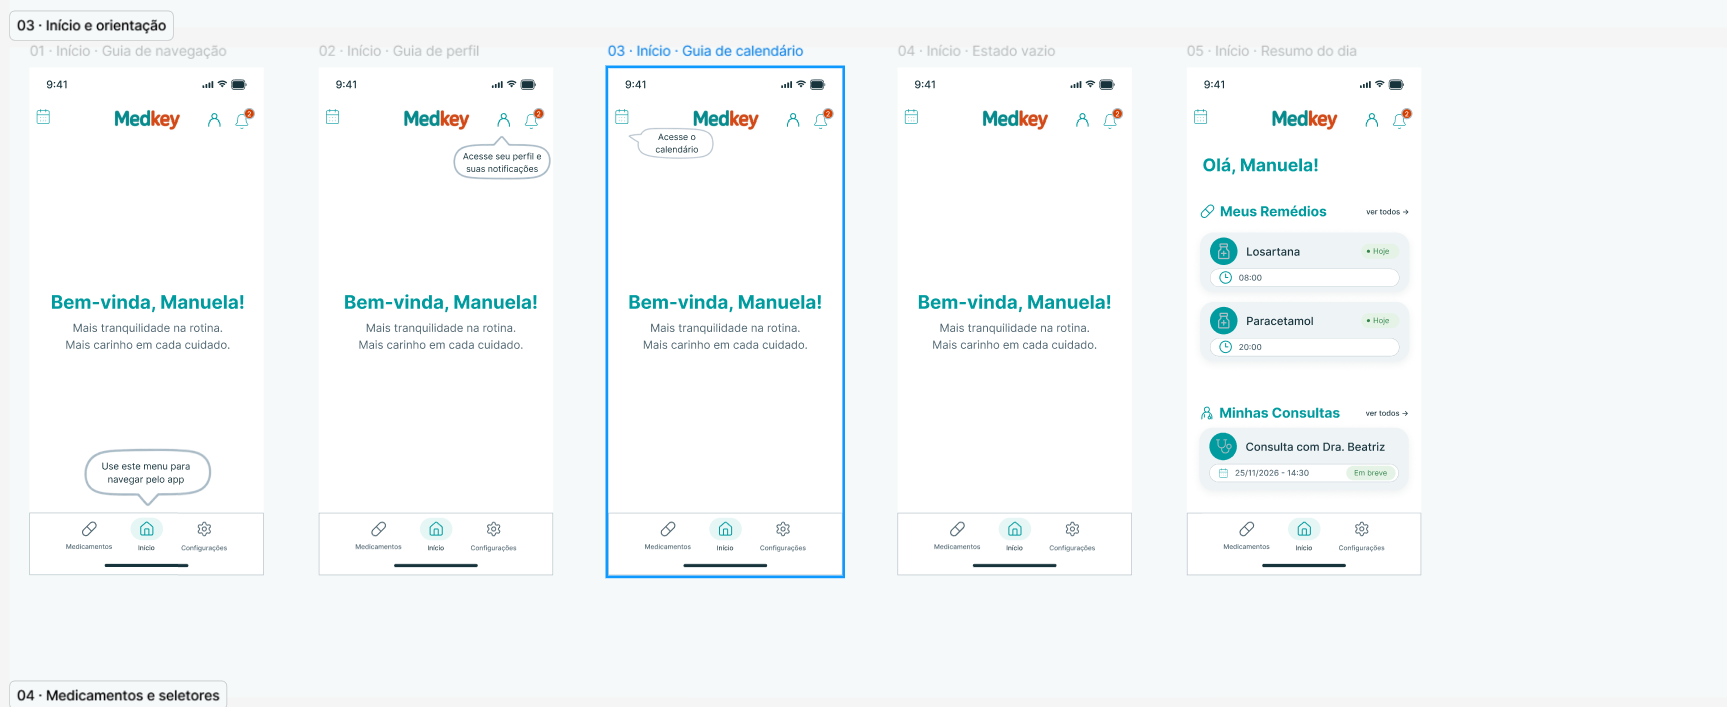 03 · Início e orientação
01 · Início · Guia de navegação
9:41
Medkey
2
Bem-vinda, Manuela!
Mais tranquilidade na rotina.
Mais carinho em cada cuidado.
Use este menu para
navegar pelo app
Medicamentos
Início
Configurações
02 · Início · Guia de perfil
9:41
Medkey
2
Acesse seu perfil e
suas notificações
Bem-vinda, Manuela!
Mais tranquilidade na rotina.
Mais carinho em cada cuidado.
Medicamentos
Início
Configurações
03 · Início · Guia de calendário
9:41
Medkey
2
Acesse o
calendário
Bem-vinda, Manuela!
Mais tranquilidade na rotina.
Mais carinho em cada cuidado.
Medicamentos
Início
Configurações
04 · Início · Estado vazio
9:41
Medkey
2
Bem-vinda, Manuela!
Mais tranquilidade na rotina.
Mais carinho em cada cuidado.
Medicamentos
Início
Configurações
05 · Início · Resumo do dia
9:41
Medkey
2
Olá, Manuela!
Meus Remédios
ver todos →
Losartana
• Hoje
08:00
Paracetamol
• Hoje
20:00
Minhas Consultas
ver todos →
Consulta com Dra. Beatriz
25/11/2026 - 14:30
Em breve
Medicamentos
Início
Configurações
04 · Medicamentos e seletores